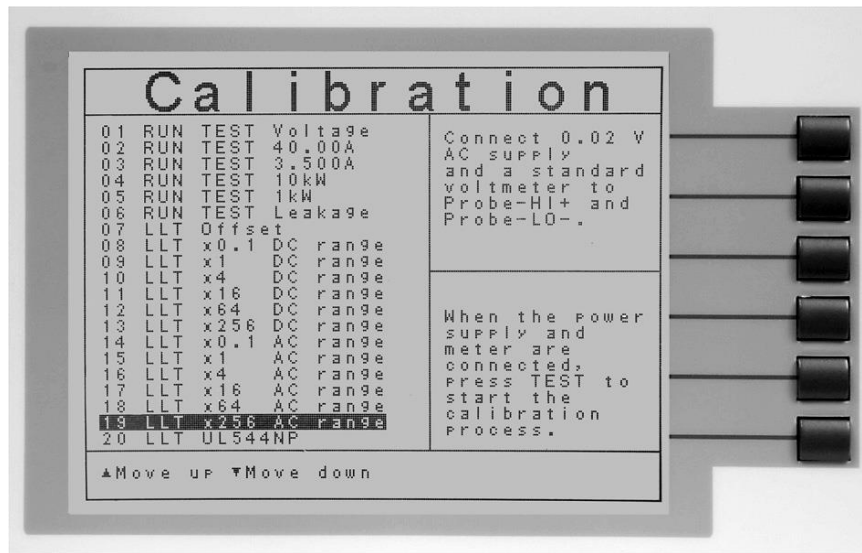 Calibration
01 RUN TEST Voltage
02 RUN TEST 40.00A
03 RUN TEST 3.500A
04 RUN TEST 10kW
05 RUN TEST 1kW
06 RUN TEST Leakage
07 LLT Offset
08 LLT x0.1 DC range
09 LLT x1 DC range
10 LLT x4 DC range
11 LLT x16 DC range
12 LLT x64 DC range
13 LLT x256 DC range
14 LLT x0.1 AC range
15 LLT x1 AC range
16 LLT x4 AC range
17 LLT x16 AC range
18 LLT x64 AC range
19 LLT x256 AC range
20 LLT UL544NP
Connect 0.02 V
AC supply
and a standard
voltmeter to
Probe-HI+ and
Probe-LO-.
When the power
supply and
meter are
connected,
press TEST to
start the
calibration
process.
▲Move up ▼Move down